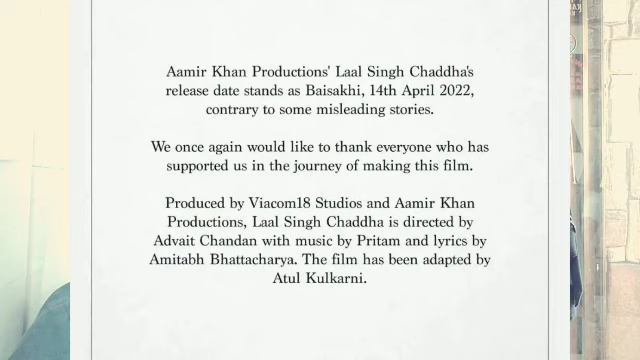 Aamir Khan Productions' Laal Singh Chaddha's
release date stands as Baisakhi, 14th April 2022,
contrary to some misleading stories.
We once again would like to thank everyone who has
supported us in the journey of making this film.
Produced by Viacom18 Studios and Aamir Khan
Productions, Laal Singh Chaddha is directed by
Advait Chandan with music by Pritam and lyrics by
Amitabh Bhattacharya. The film has been adapted by
Atul Kulkarni.